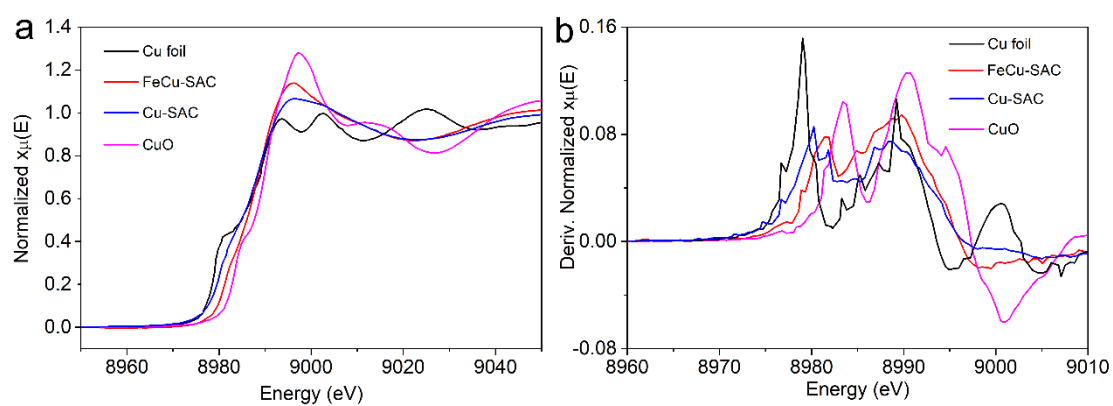 a
1.4
1.2
1.0
0.8
0.6
0.4
0.2
0.0
Normalized xμ(E)
Cu foil
FeCu-SAC
Cu-SAC
CuO
8960
8980
9000
9020
9040
Energy (eV)
b
0.16
0.08
0.00
-0.08
Deriv. Normalized xμ(E)
Cu foil
FeCu-SAC
Cu-SAC
CuO
8960
8970
8980
8990
9000
9010
Energy (eV)